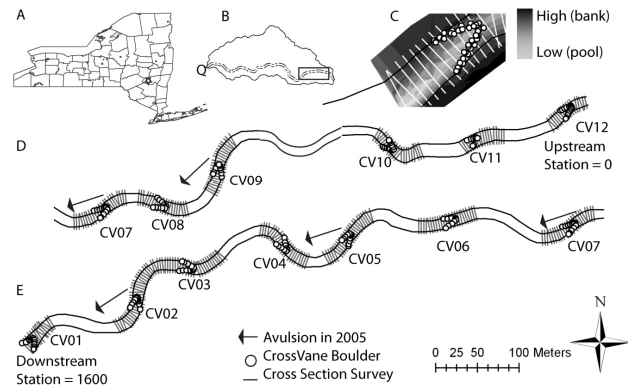 A
B
C
High (bank)
Low (pool)
Q
D
CV12
Upstream
Station = 0
CV11
CV10
CV09
CV08
CV07
CV07
CV06
CV05
CV04
CV03
E
CV02
CV01
Downstream
Station = 1600
Avulsion in 2005
CrossVane Boulder
Cross Section Survey
N
0 25 50 100 Meters